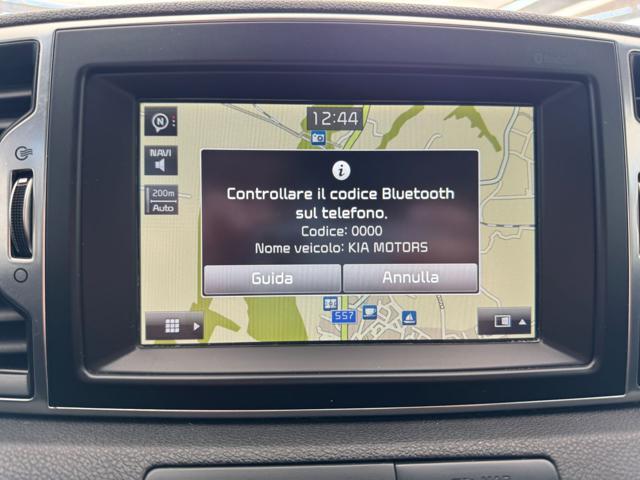 Bluetooth
12:44
N
NAVI
200m
Auto
i
Controllare il codice Bluetooth
sul telefono.
Codice: 0000
Nome veicolo: KIA MOTORS
Guida
Annulla
557